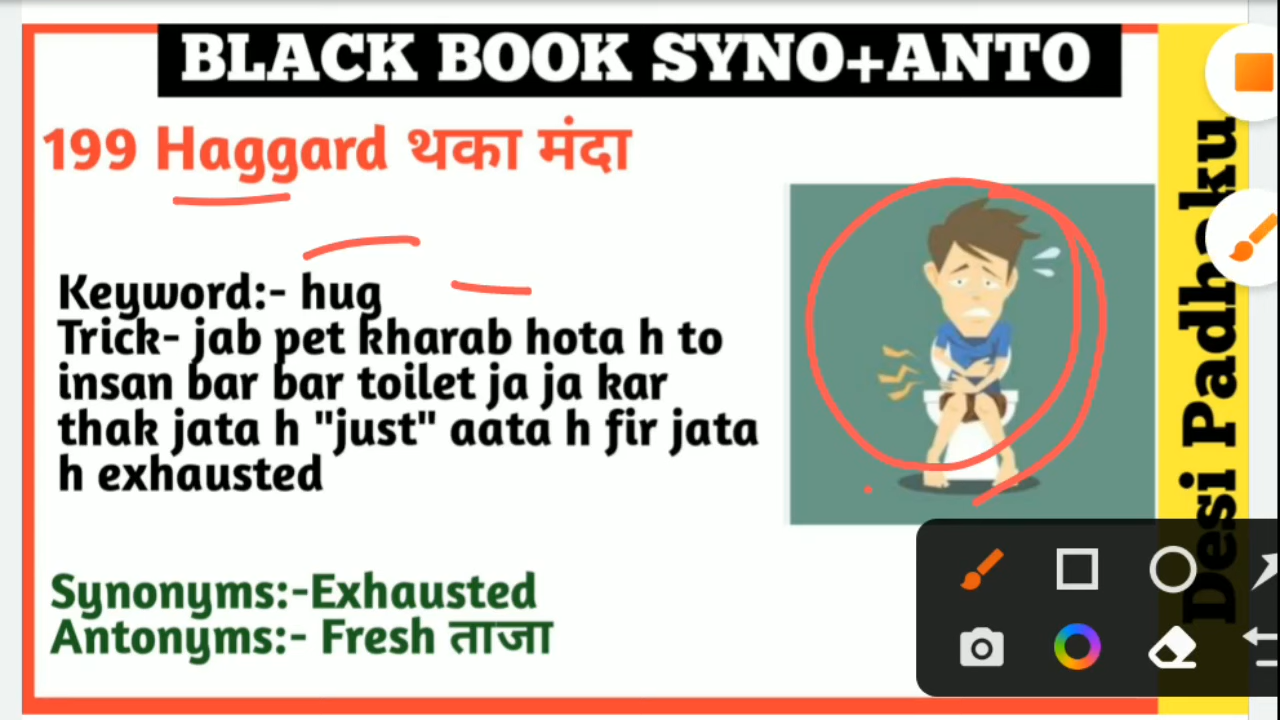 BLACK BOOK SYNO+ANTO
199 Haggard थका मंदा
Keyword:- hug
Trick- jab pet kharab hota h to
insan bar bar toilet ja ja kar
thak jata h "just" aata h fir jata
h exhausted
Synonyms:-Exhausted
Antonyms:- Fresh ताजा
Desi Padhaku